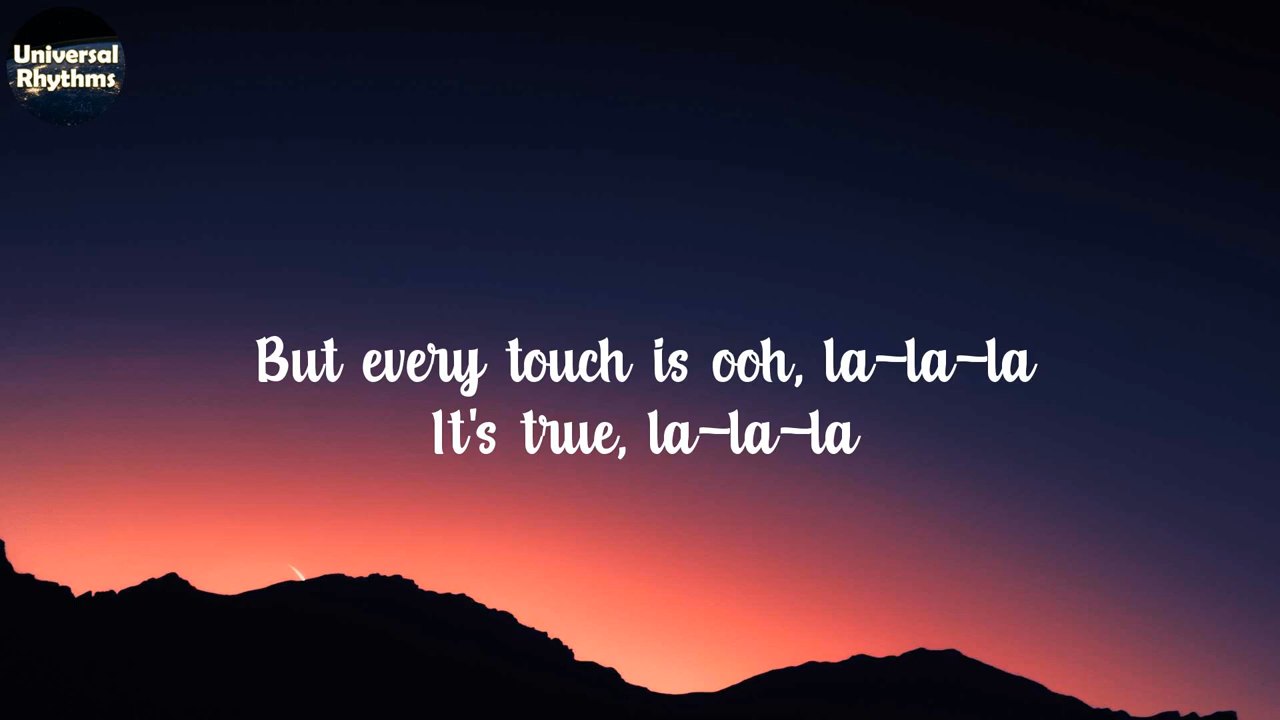 Universal
Rhythms
But every touch is ooh, la-la-la
It's true, la-la-la